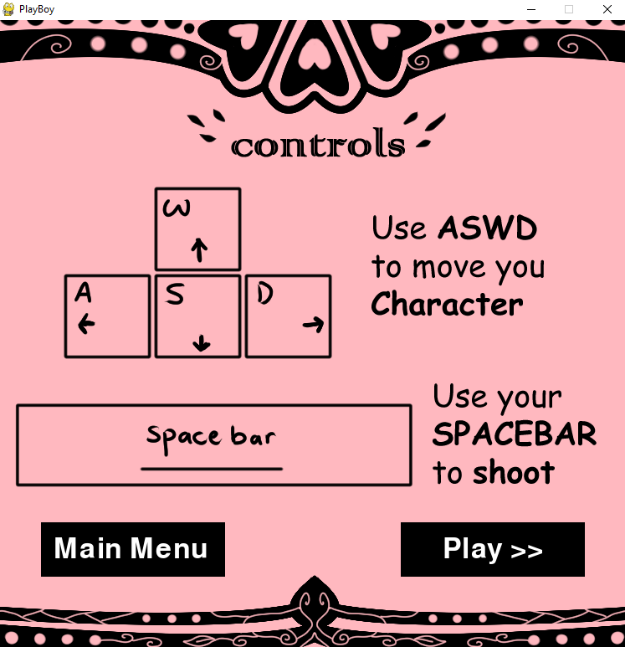 PlayBoy
controls
W
A
S
D
Use ASWD
to move you
Character
Space bar
Use your
SPACEBAR
to shoot
Main Menu
Play >>